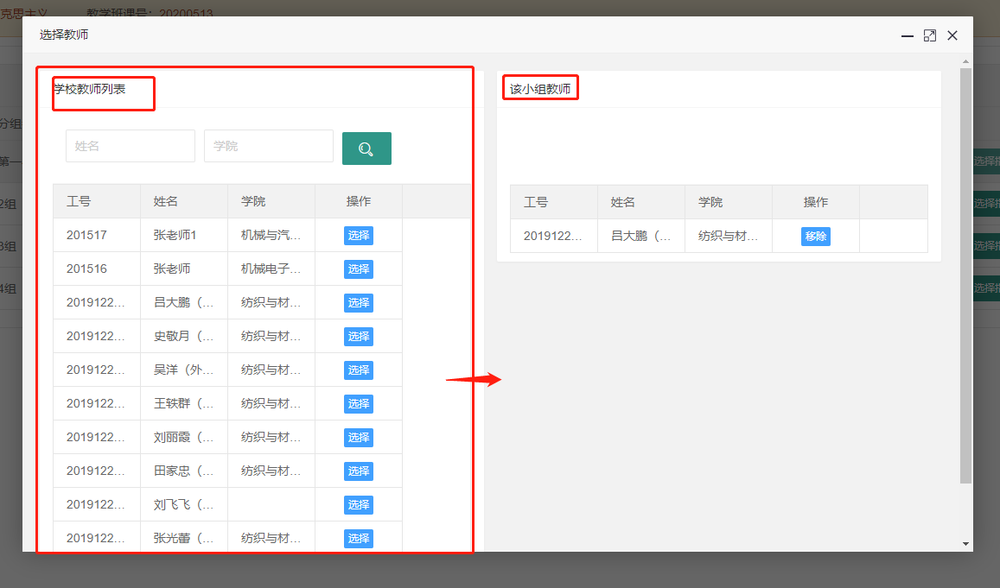 克思主义 教学班课号：20200513
选择教师
学校教师列表
姓名 学院
工号 姓名 学院 操作
201517 张老师1 机械与汽... 选择
201516 张老师 机械电子... 选择
2019122... 吕大鹏（... 纺织与材... 选择
2019122... 史敬月（... 纺织与材... 选择
2019122... 吴洋（外... 纺织与材... 选择
2019122... 王轶群（... 纺织与材... 选择
2019122... 刘丽霞（... 纺织与材... 选择
2019122... 田家忠（... 纺织与材... 选择
2019122... 刘飞飞（... 选择
2019122... 张光蕾（... 纺织与材... 选择
该小组教师
工号 姓名 学院 操作
2019122... 吕大鹏（... 纺织与材... 移除
分组
第一
2组
3组
4组
选择
选择
选择
选择